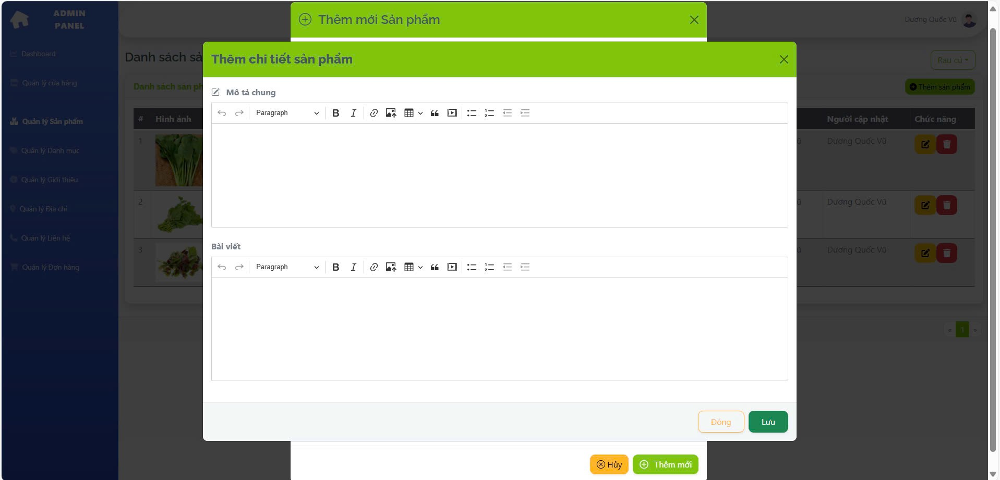 ADMIN
PANEL
Dashboard
Quản lý cửa hàng
Quản lý Sản phẩm
Quản lý Danh mục
Quản lý Giới thiệu
Quản lý Địa chỉ
Quản lý Liên hệ
Quản lý Đơn hàng
Thêm mới Sản phẩm
Dương Quốc Vũ
Danh sách
Rau củ
Danh sách sản
Thêm sản phẩm
# Hình ảnh Người cập nhật Chức năng
1 Dương Quốc Vũ
2 Dương Quốc Vũ
3 Dương Quốc Vũ
« 1 »
Thêm chi tiết sản phẩm
Mô tả chung
Paragraph B I
Bài viết
Paragraph B I
Đóng Lưu
Hủy Thêm mới